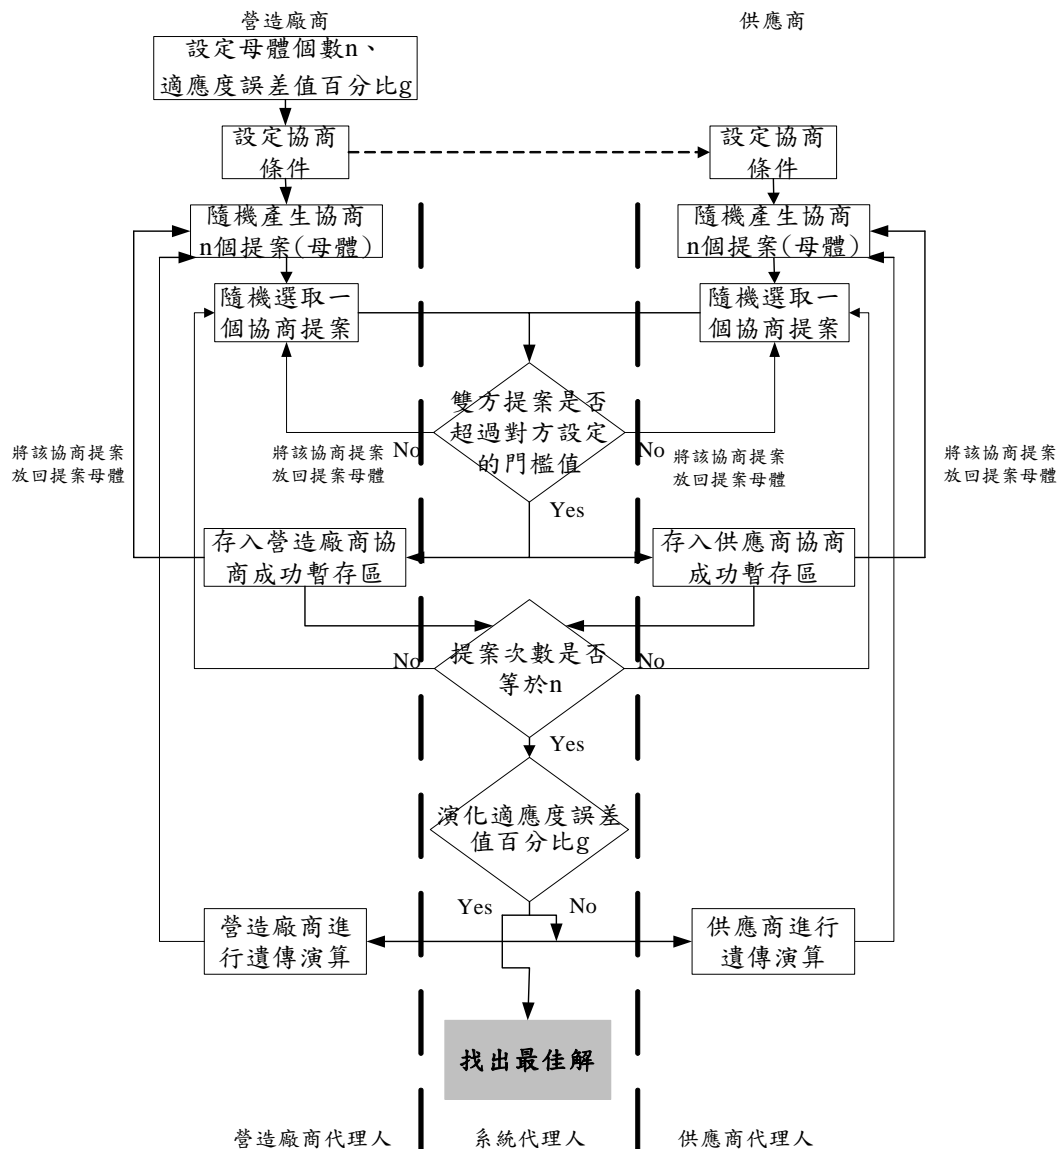 營造廠商
供應商
設定母體個數n、
適應度誤差值百分比g
設定協商
條件
設定協商
條件
隨機產生協商
n個提案(母體)
隨機產生協商
n個提案(母體)
隨機選取一
個協商提案
隨機選取一
個協商提案
雙方提案是否
超過對方設定
的門檻值
No
No
將該協商提案
放回提案母體
將該協商提案
放回提案母體
將該協商提案
放回提案母體
將該協商提案
放回提案母體
Yes
存入營造廠商協
商成功暫存區
存入供應商協商
成功暫存區
提案次數是否
等於n
No
No
Yes
演化適應度誤差
值百分比g
Yes
No
營造廠商進
行遺傳演算
供應商進行
遺傳演算
找出最佳解
營造廠商代理人
系統代理人
供應商代理人